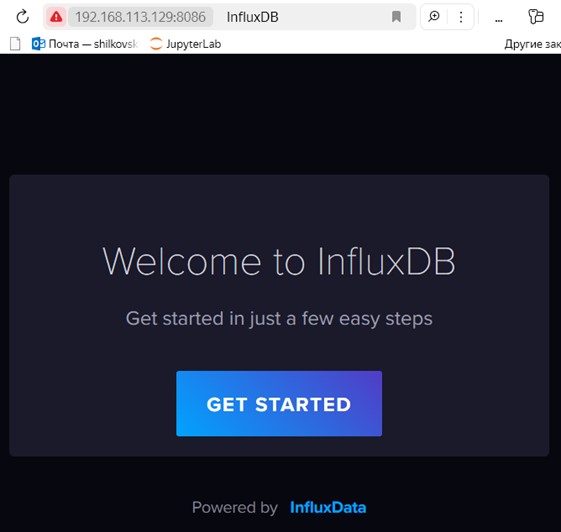 192.168.113.129:8086 InfluxDB
...
Почта — shilkovsk JupyterLab Другие зак
Welcome to InfluxDB
Get started in just a few easy steps
GET STARTED
Powered by InfluxData